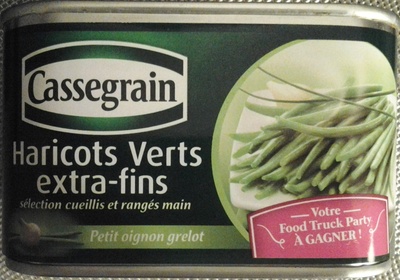 Cassegrain
Haricots Verts
extra-fins
sélection cueillis et rangés main
Petit oignon grelot
Votre
Food Truck Party
À GAGNER !